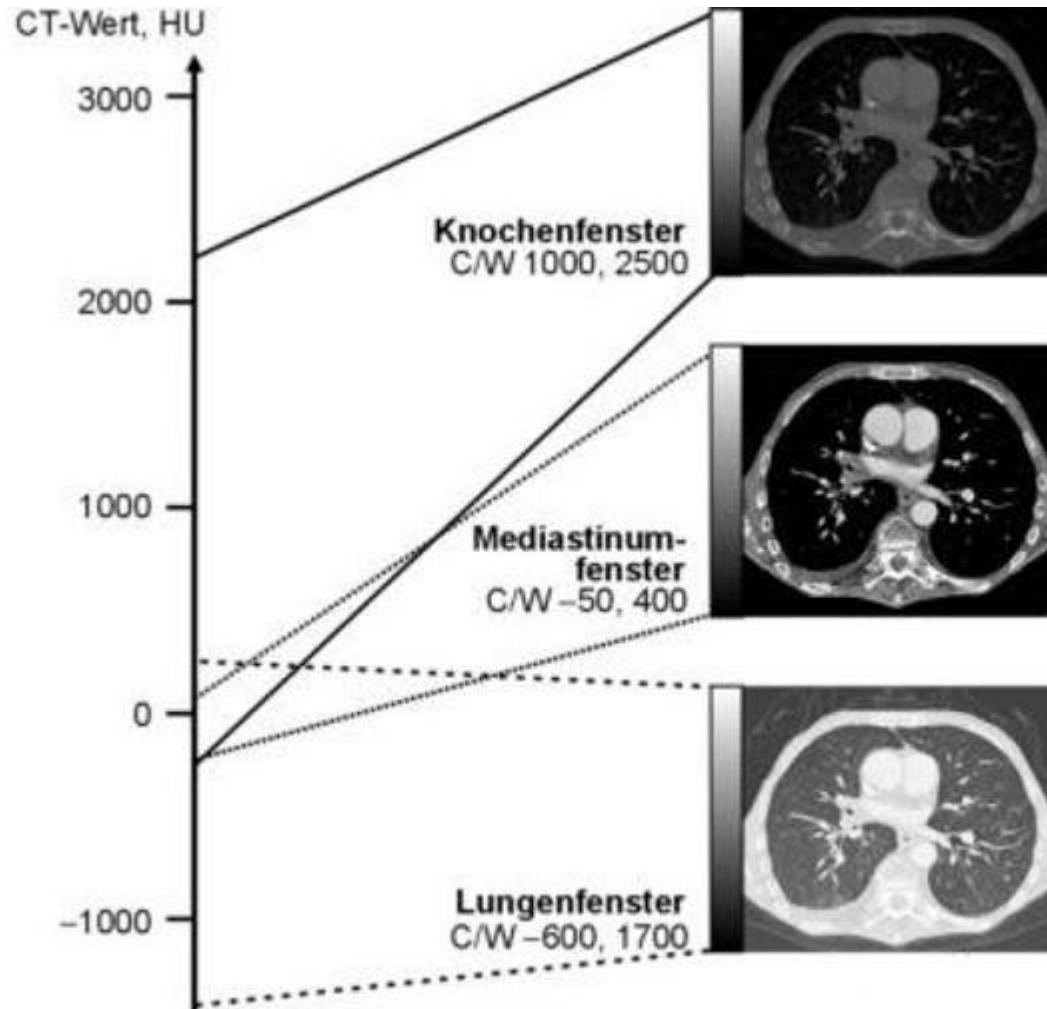 CT-Wert, HU
3000
Knochenfenster
C/W 1000, 2500
2000
1000
Mediastinum-
fenster
C/W –50, 400
0
Lungenfenster
C/W –600, 1700
–1000